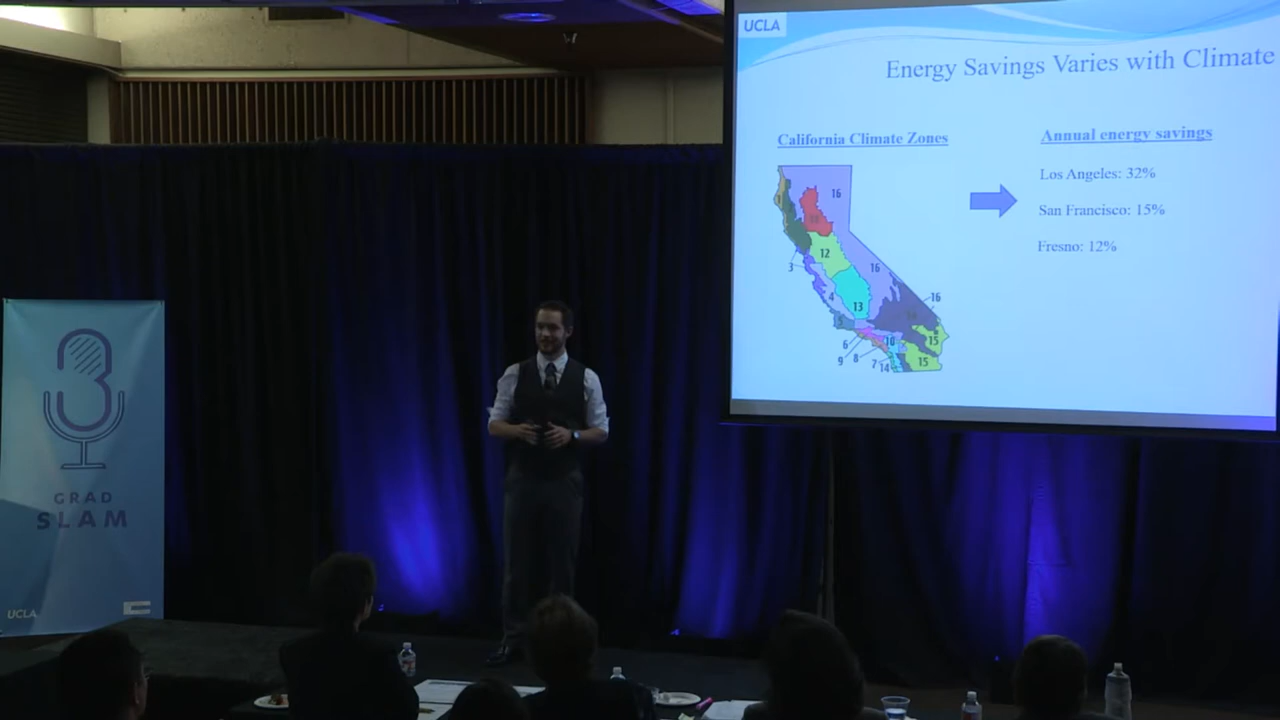 UCLA
Energy Savings Varies with Climate
California Climate Zones
Annual energy savings
Los Angeles: 32%
San Francisco: 15%
Fresno: 12%
16
12
3
16
4
13
16
6
10
15
9
8
7
14
15
3
GRAD
SLAM
UCLA